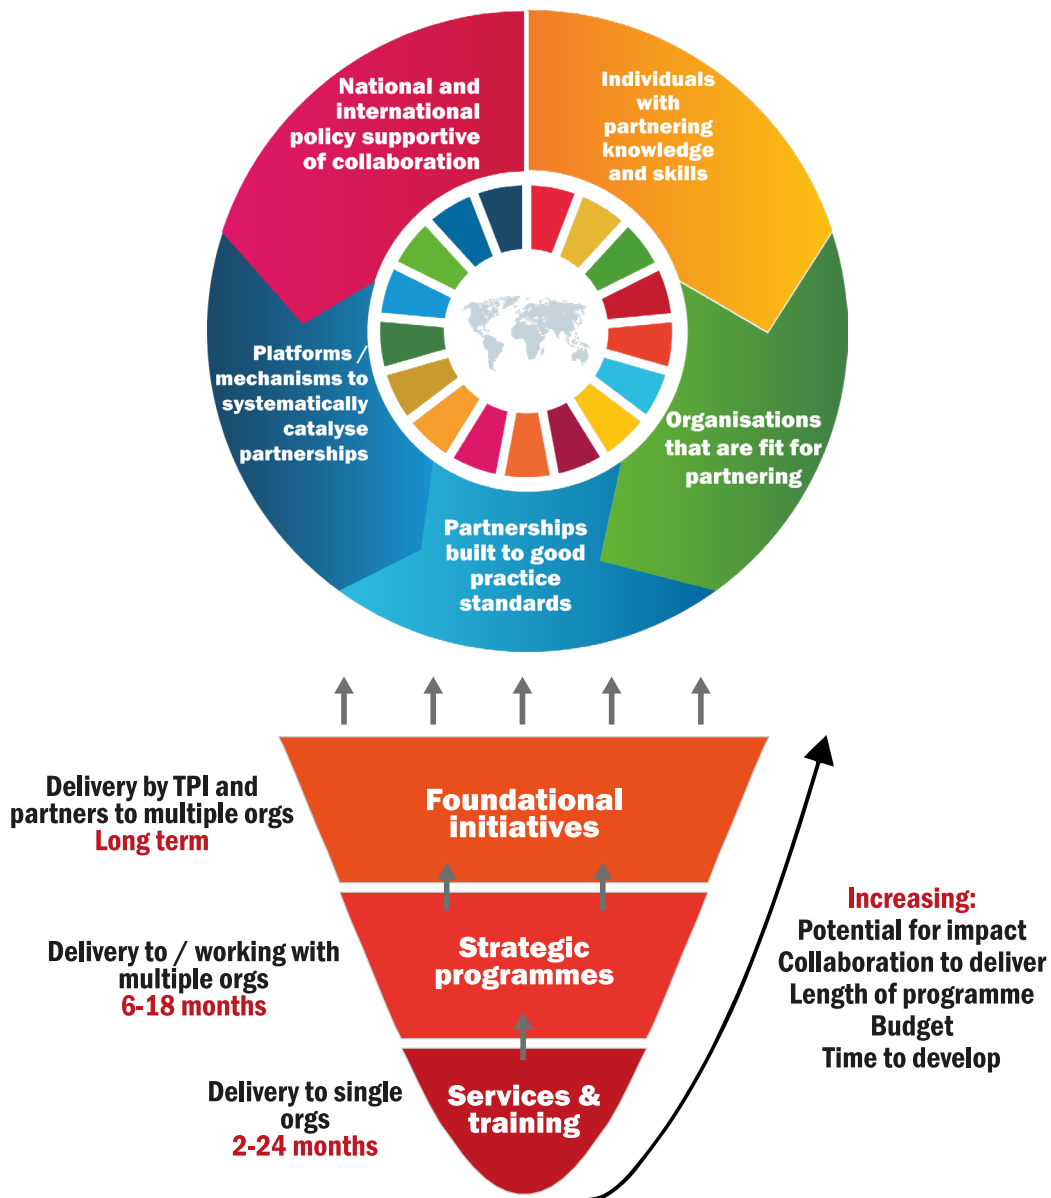 National and
international
policy supportive
of collaboration
Individuals
with
partnering
knowledge
and skills
Platforms /
mechanisms to
systematically
catalyse
partnerships
Organisations
that are fit for
partnering
Partnerships
built to good
practice
standards
Delivery by TPI and
partners to multiple orgs
Long term
Foundational
initiatives
Delivery to / working with
multiple orgs
6-18 months
Strategic
programmes
Increasing:
Potential for impact
Collaboration to deliver
Length of programme
Budget
Time to develop
Delivery to single
orgs
2-24 months
Services &
training